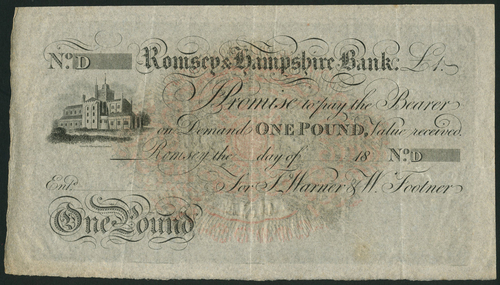 No. D Romsey & Hampshire Bank. £1.
I Promise to pay the Bearer
on Demand ONE POUND, Value received.
Romsey the day of 18 No. D
Entd. For J. Warner & W. Footner
One Pound